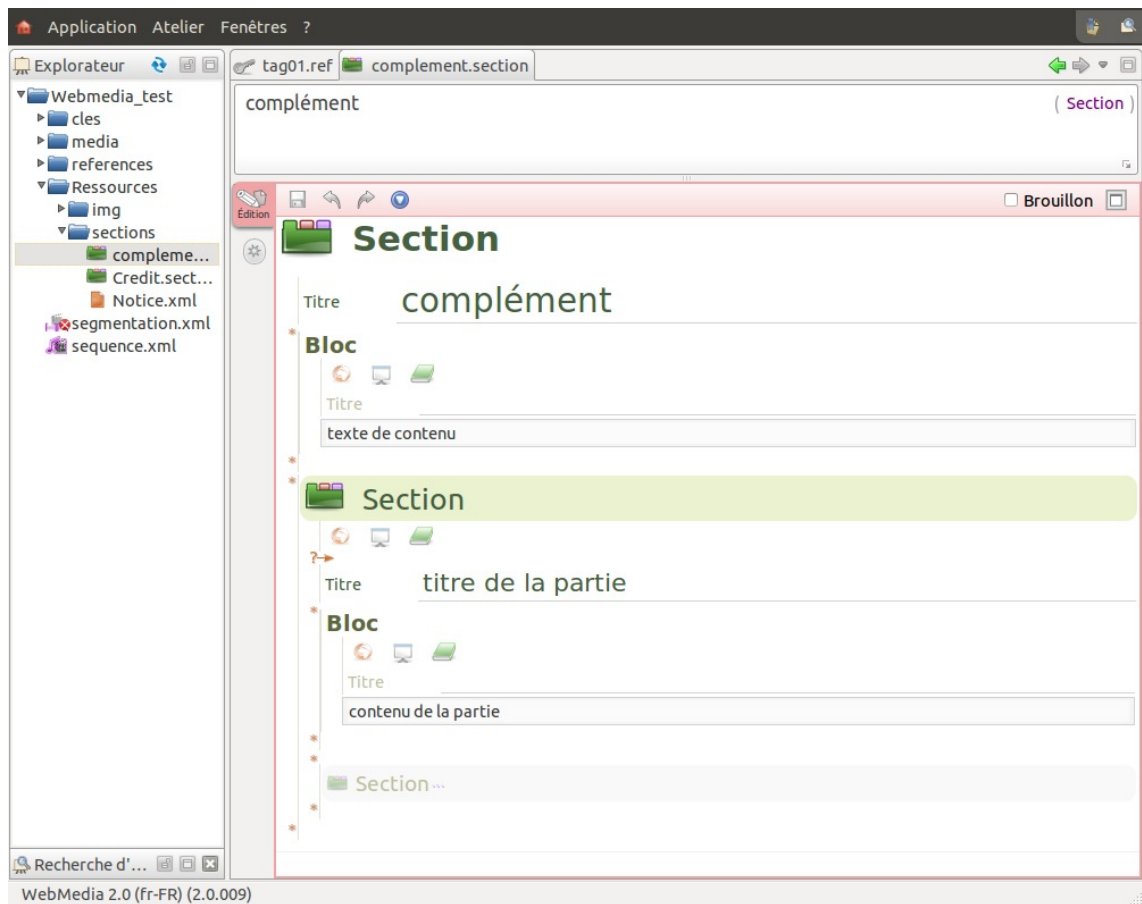 Application Atelier Fenêtres ?
Explorateur
tag01.ref complement.section
Webmedia_test
cles
media
references
Ressources
img
sections
compleme...
Credit.sect...
Notice.xml
segmentation.xml
sequence.xml
complément ( Section )
Édition
Brouillon
Section
Titre complément
* Bloc
Titre
texte de contenu
*
* Section
?
Titre titre de la partie
* Bloc
Titre
contenu de la partie
*
*
Section ...
*
*
Recherche d'...
WebMedia 2.0 (fr-FR) (2.0.009)